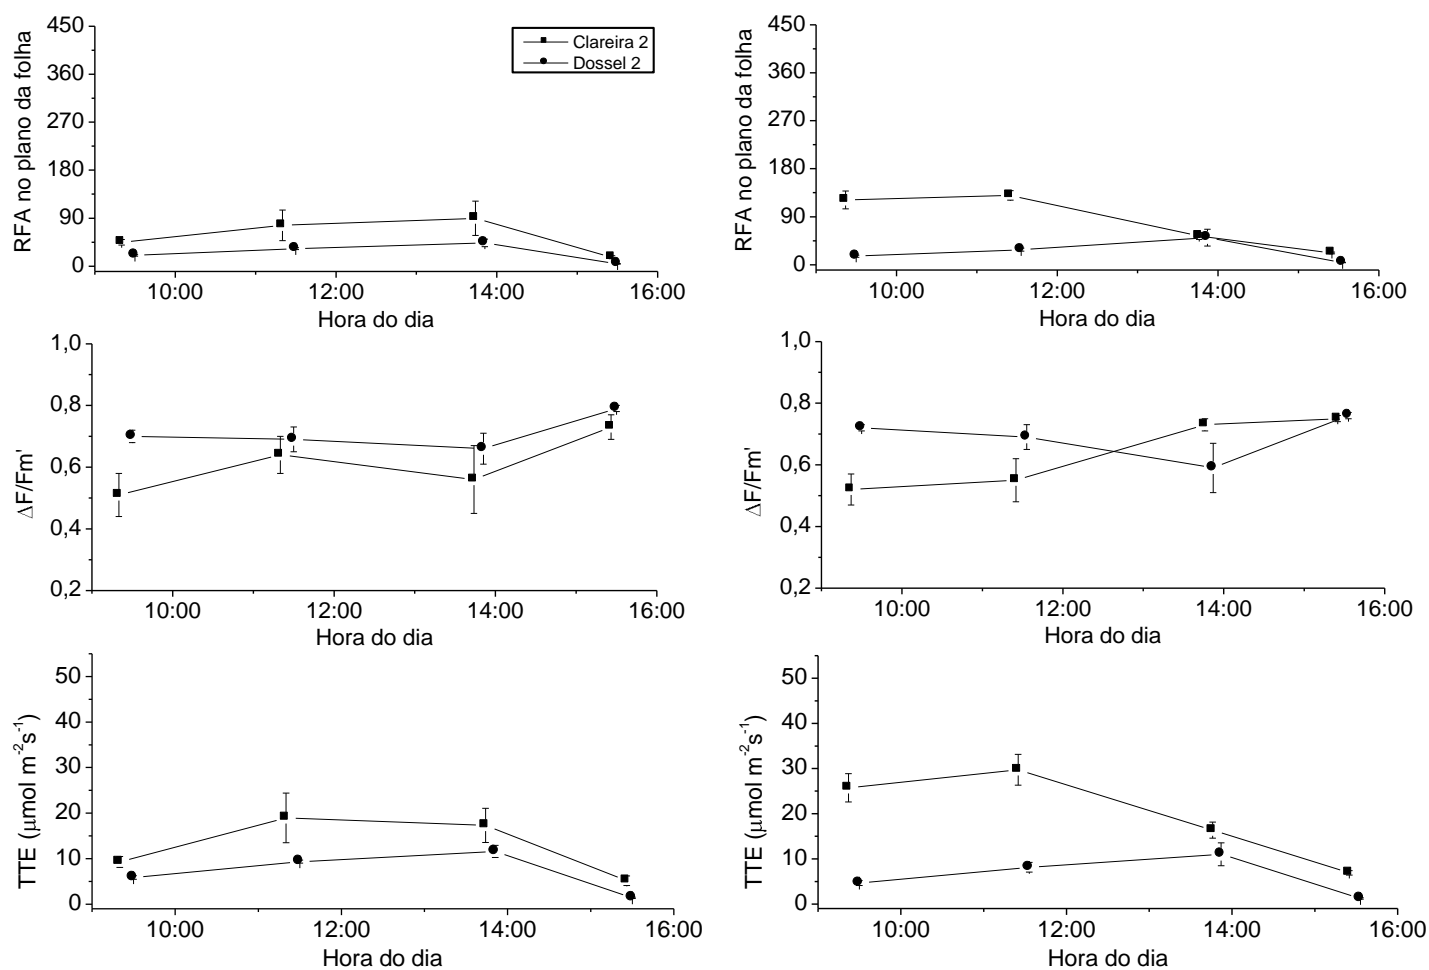 450
360
270
180
90
0
RFA no plano da folha
Clareira 2
Dossel 2
10:00 12:00 14:00 16:00
Hora do dia
450
360
270
180
90
0
RFA no plano da folha
10:00 12:00 14:00 16:00
Hora do dia
1,0
0,8
0,6
0,4
0,2
ΔF/Fm'
10:00 12:00 14:00 16:00
Hora do dia
1,0
0,8
0,6
0,4
0,2
ΔF/Fm'
10:00 12:00 14:00 16:00
Hora do dia
50
40
30
20
10
0
TTE (μmol m⁻²s⁻¹)
10:00 12:00 14:00 16:00
Hora do dia
50
40
30
20
10
0
TTE (μmol m⁻²s⁻¹)
10:00 12:00 14:00 16:00
Hora do dia